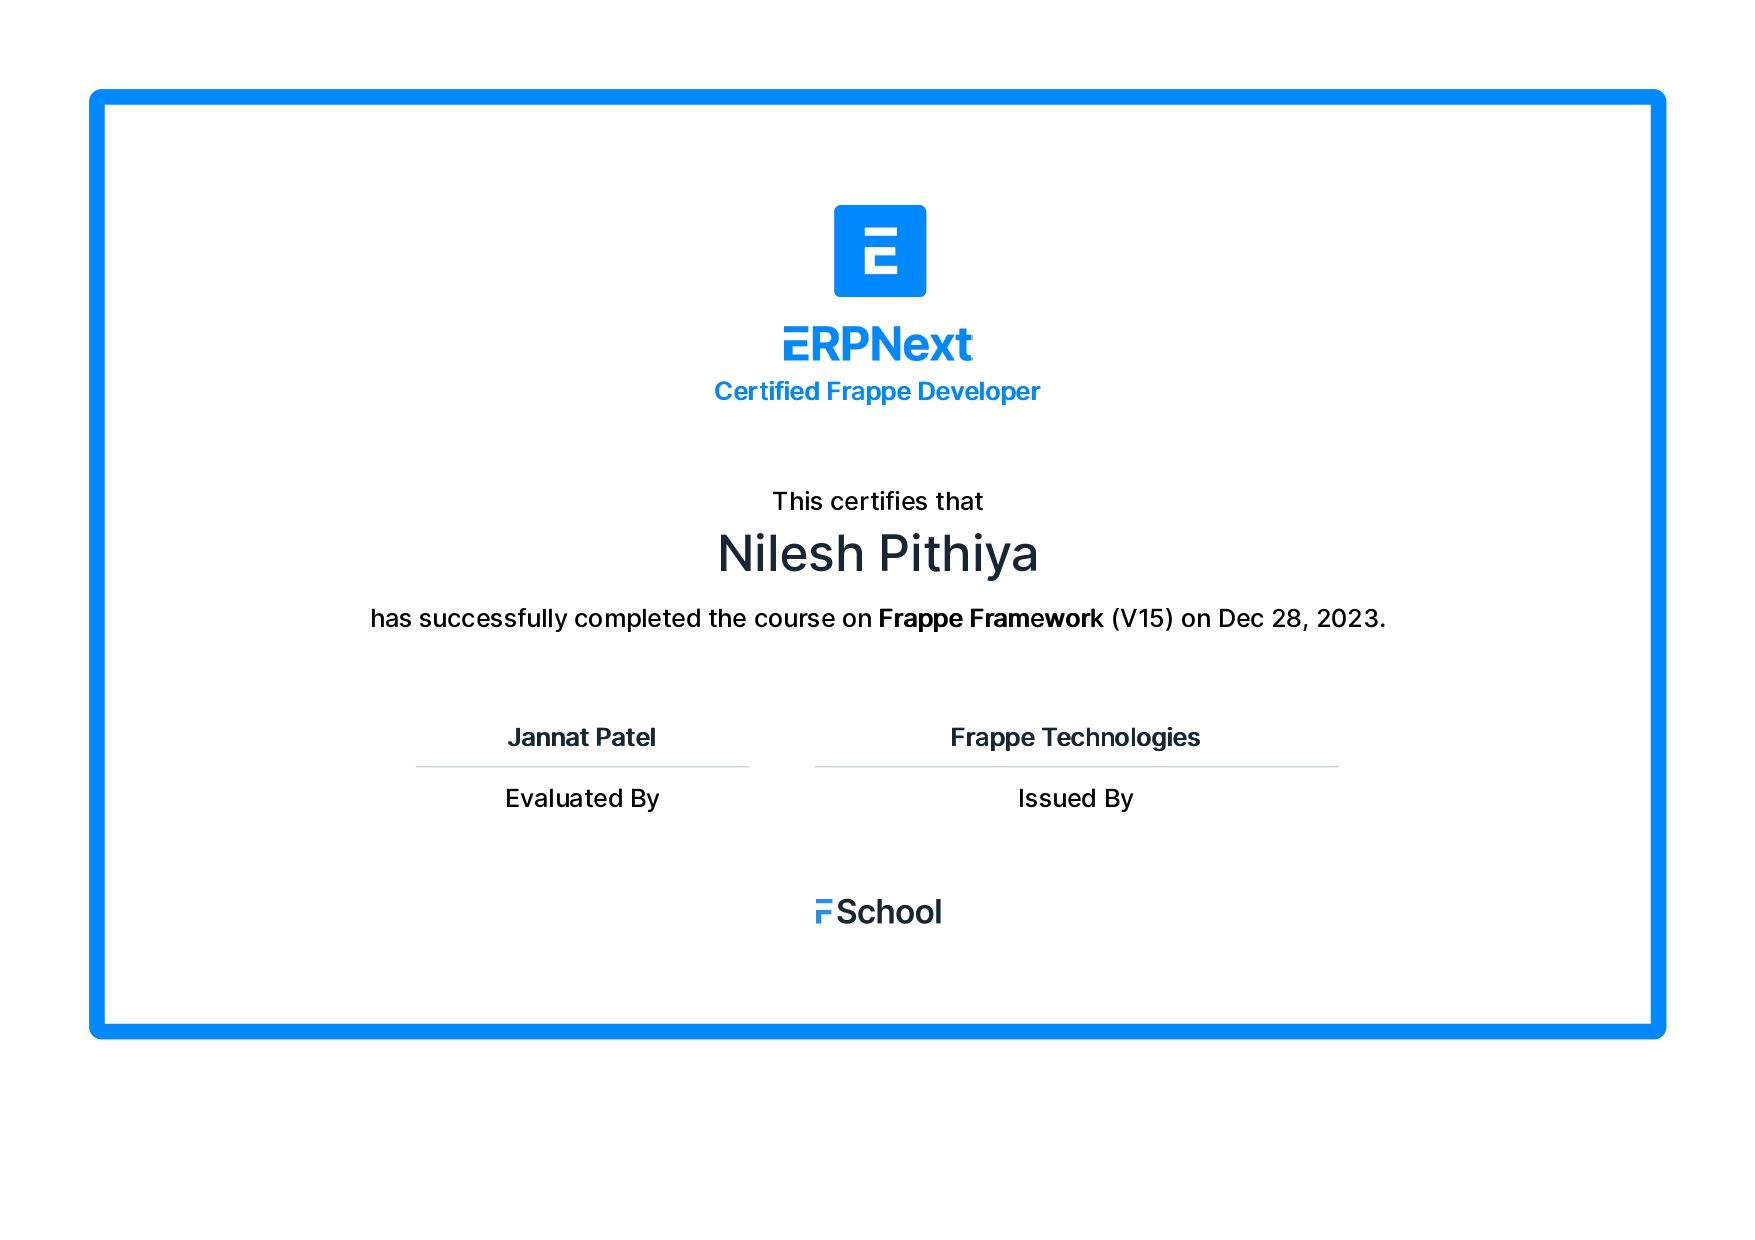 E
ERPNext
Certified Frappe Developer
This certifies that
Nilesh Pithiya
has successfully completed the course on Frappe Framework (V15) on Dec 28, 2023.
Jannat Patel
Evaluated By
Frappe Technologies
Issued By
F School